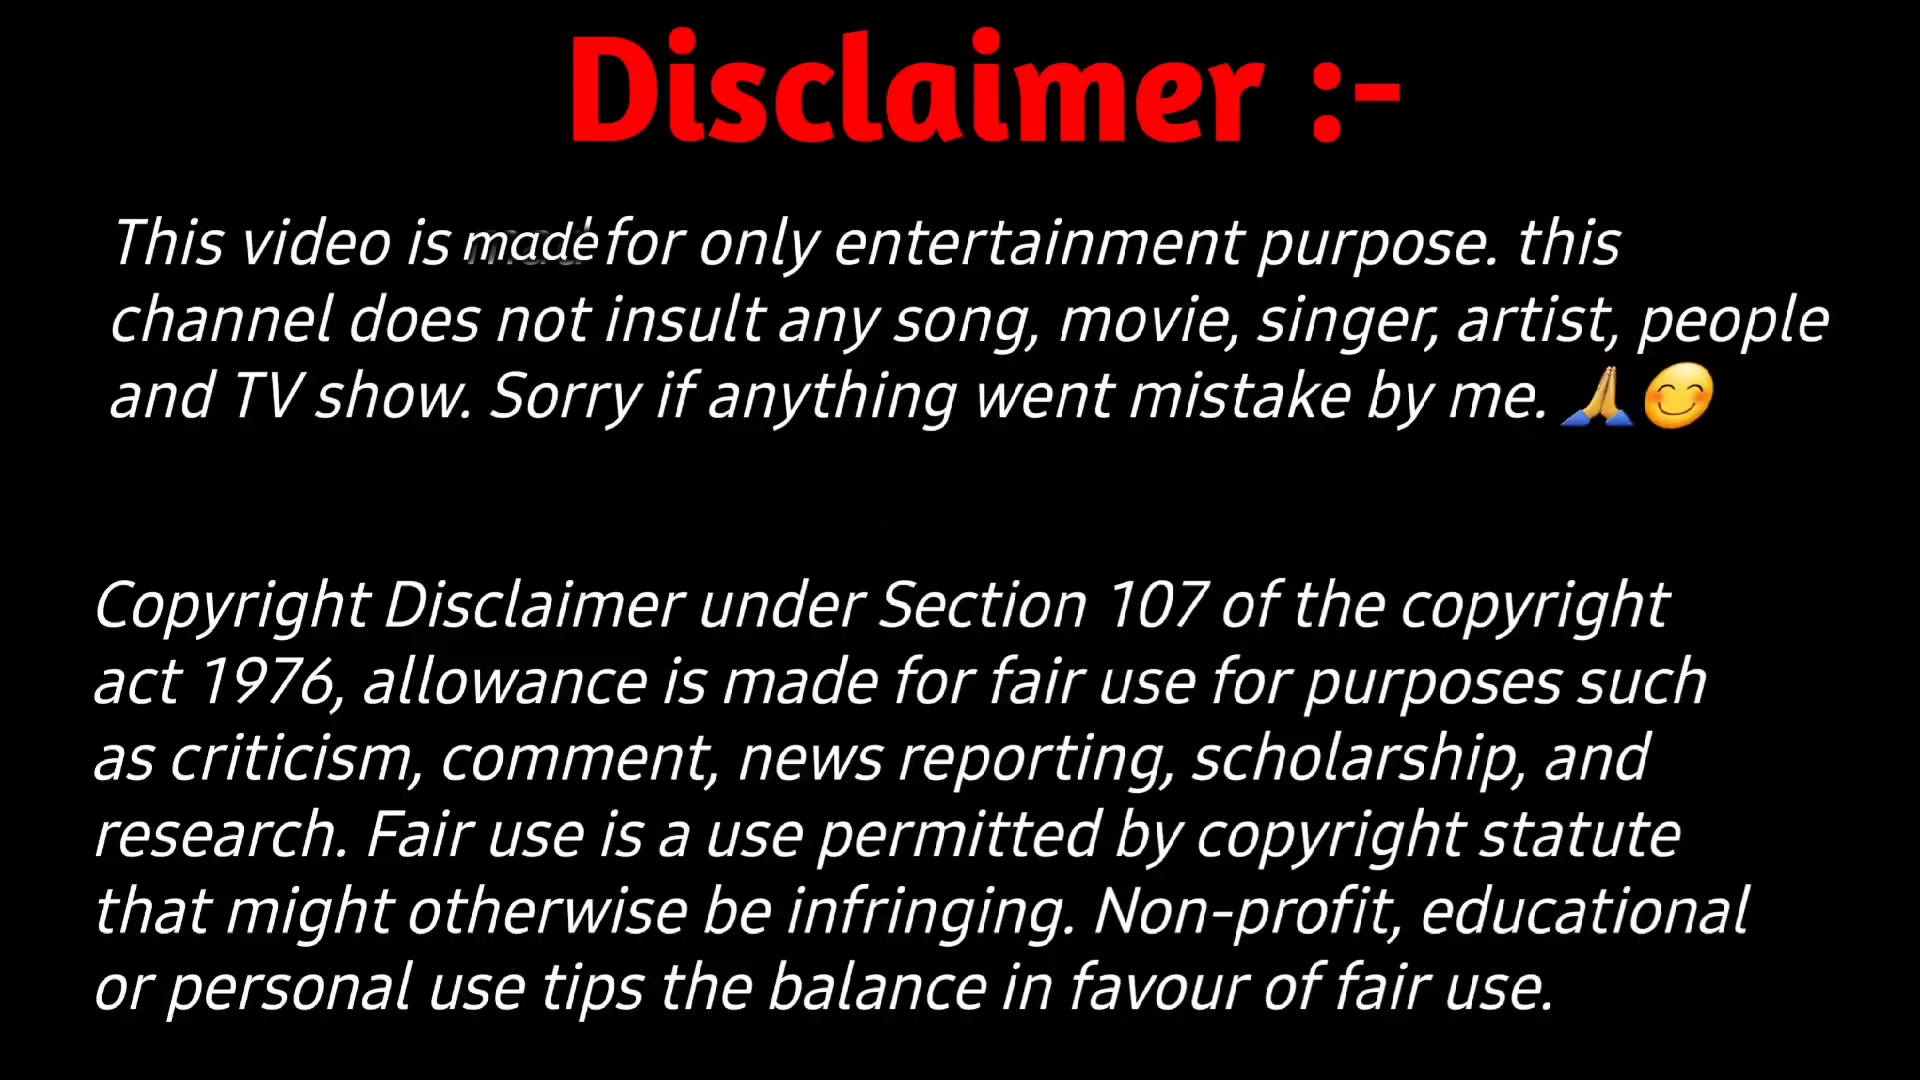 Disclaimer :-
This video is made for only entertainment purpose. this
channel does not insult any song, movie, singer, artist, people
and TV show. Sorry if anything went mistake by me. 🙏😊
Copyright Disclaimer under Section 107 of the copyright
act 1976, allowance is made for fair use for purposes such
as criticism, comment, news reporting, scholarship, and
research. Fair use is a use permitted by copyright statute
that might otherwise be infringing. Non-profit, educational
or personal use tips the balance in favour of fair use.